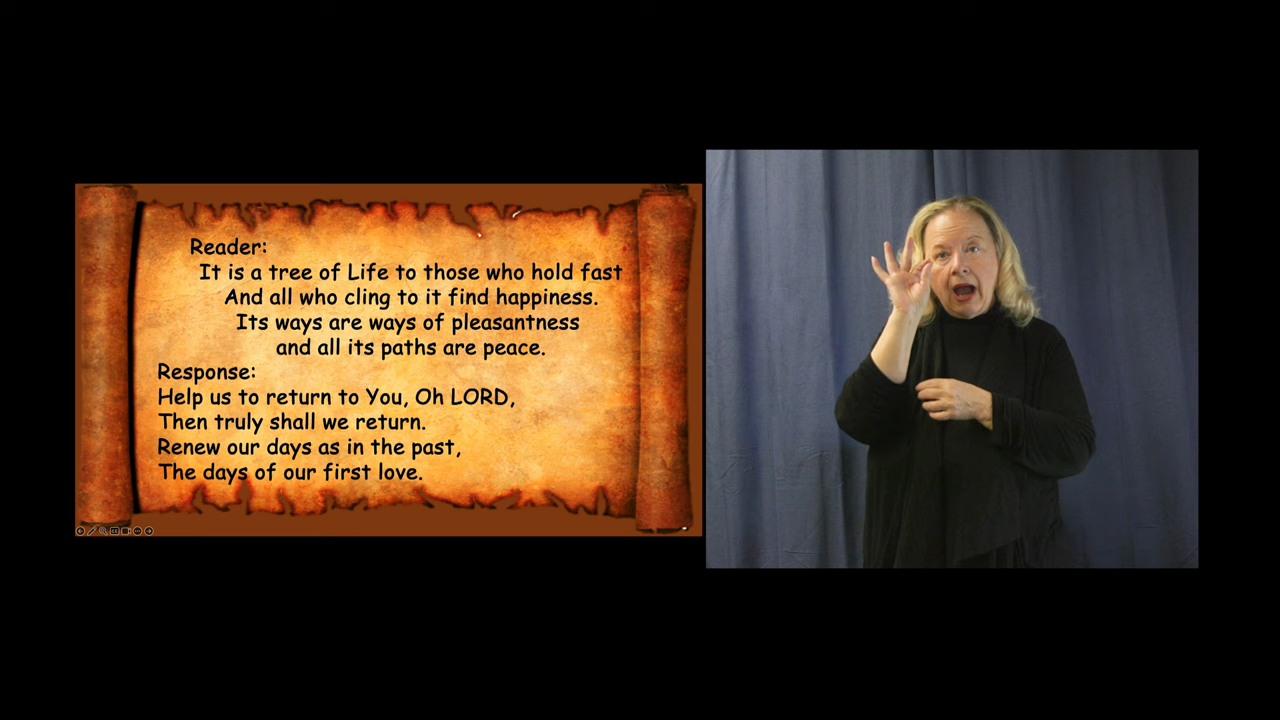 Reader:
It is a tree of Life to those who hold fast
And all who cling to it find happiness.
Its ways are ways of pleasantness
and all its paths are peace.
Response:
Help us to return to You, Oh LORD,
Then truly shall we return.
Renew our days as in the past,
The days of our first love.